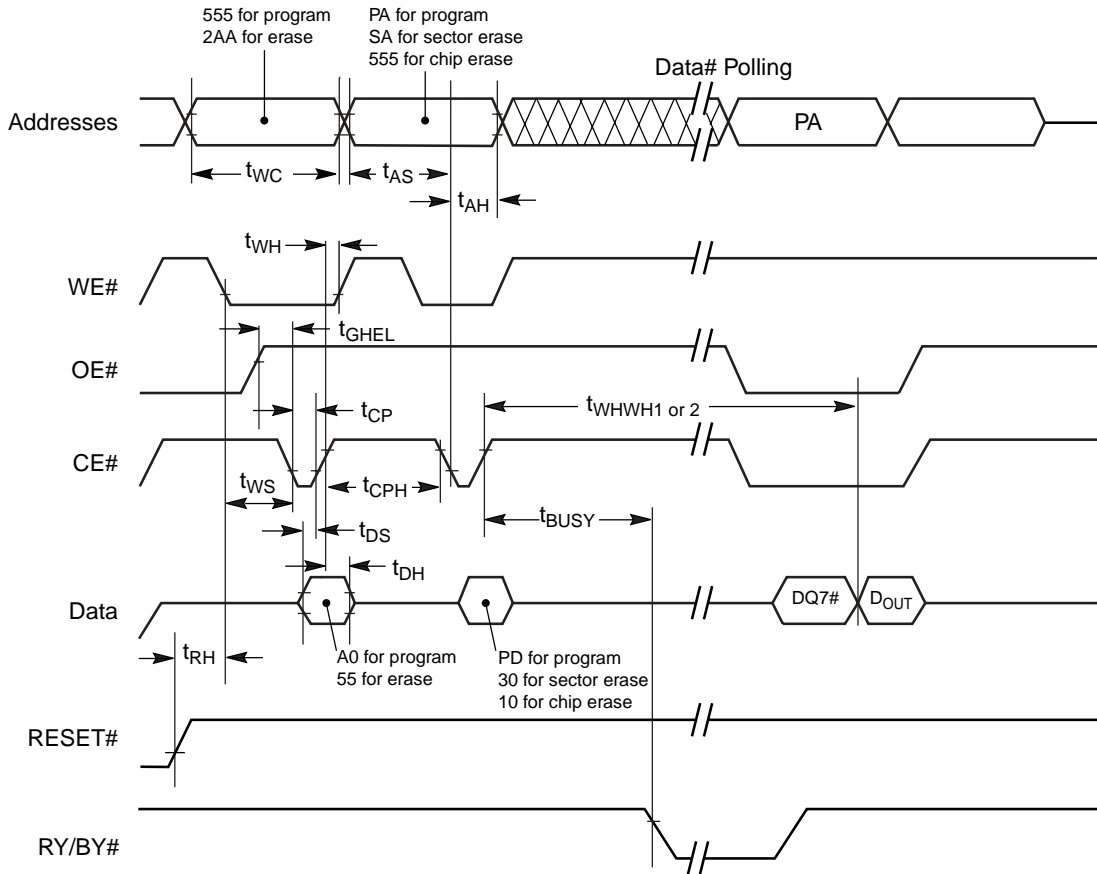 555 for program
2AA for erase
PA for program
SA for sector erase
555 for chip erase
Data# Polling
Addresses
PA
tWC
tAS
tAH
tWH
WE#
tGHEL
OE#
tCP
tWHWH1 or 2
CE#
tWS
tCPH
tBUSY
tDS
tDH
Data
DQ7#
DOUT
tRH
A0 for program
55 for erase
PD for program
30 for sector erase
10 for chip erase
RESET#
RY/BY#